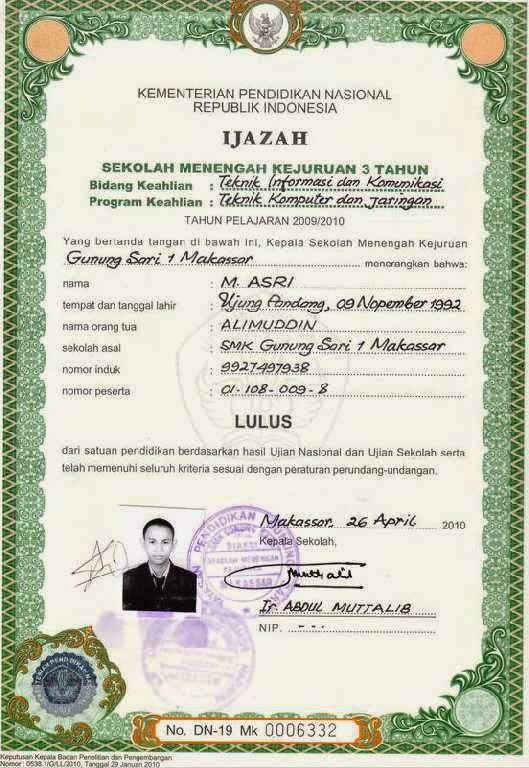 KEMENTERIAN PENDIDIKAN NASIONAL
REPUBLIK INDONESIA
IJAZAH
SEKOLAH MENENGAH KEJURUAN 3 TAHUN
Bidang Keahlian : Teknik Informasi dan Komunikasi
Program Keahlian : Teknik Komputer dan Jaringan
TAHUN PELAJARAN 2009/2010
Yang bertanda tangan di bawah ini, Kepala Sekolah Menengah Kejuruan
Gunung Sari 1 Makassar menerangkan bahwa:
nama : M. ASRI
tempat dan tanggal lahir : Ujung Pandang, 09 Nopember 1992
nama orang tua : ALIMUDDIN
sekolah asal : SMK Gunung Sari 1 Makassar
nomor induk : 9927497938
nomor peserta : 01-108-009-8
LULUS
dari satuan pendidikan berdasarkan hasil Ujian Nasional dan Ujian Sekolah serta
telah memenuhi seluruh kriteria sesuai dengan peraturan perundang-undangan.
Makassar, 26 April 2010
Kepala Sekolah,
Muttalib
Ir ABDUL MUTTALIB
NIP. - - -
No. DN-19 Mk 0006332
Keputusan Kepala Badan Penelitian dan Pengembangan
Nomor : 0538./G/LL/2010, Tanggal 29 Januari 2010